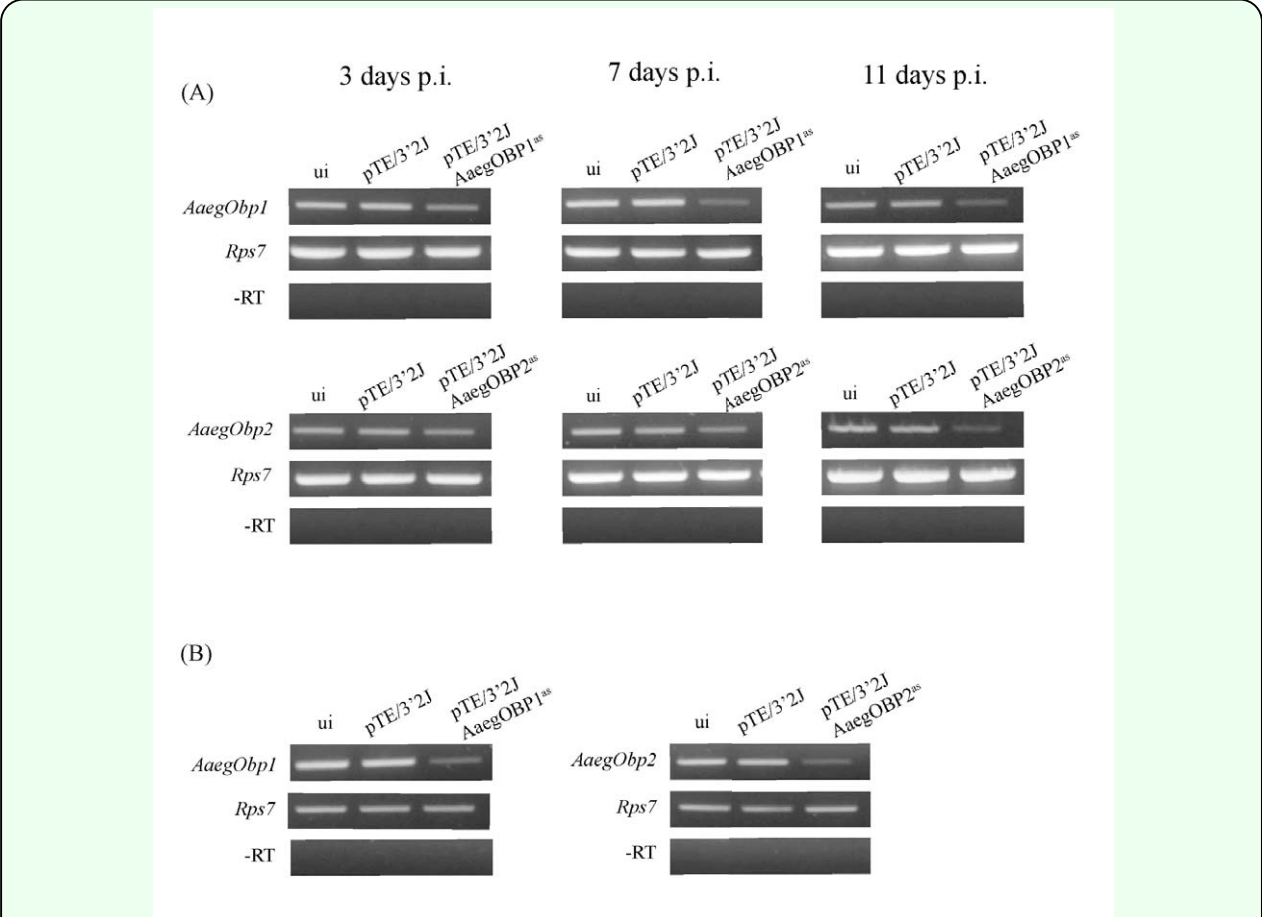 3 days p.i. 7 days p.i. 11 days p.i.
(A)
ui pTE/3’2J pTE/3’2J AaegOBP1as ui pTE/3’2J pTE/3’2J AaegOBP1as ui pTE/3’2J pTE/3’2J AaegOBP1as
AaegObp1
Rps7
-RT
ui pTE/3’2J pTE/3’2J AaegOBP2as ui pTE/3’2J pTE/3’2J AaegOBP2as ui pTE/3’2J pTE/3’2J AaegOBP2as
AaegObp2
Rps7
-RT
(B)
ui pTE/3’2J pTE/3’2J AaegOBP1as ui pTE/3’2J pTE/3’2J AaegOBP2as
AaegObp1 AaegObp2
Rps7 Rps7
-RT -RT